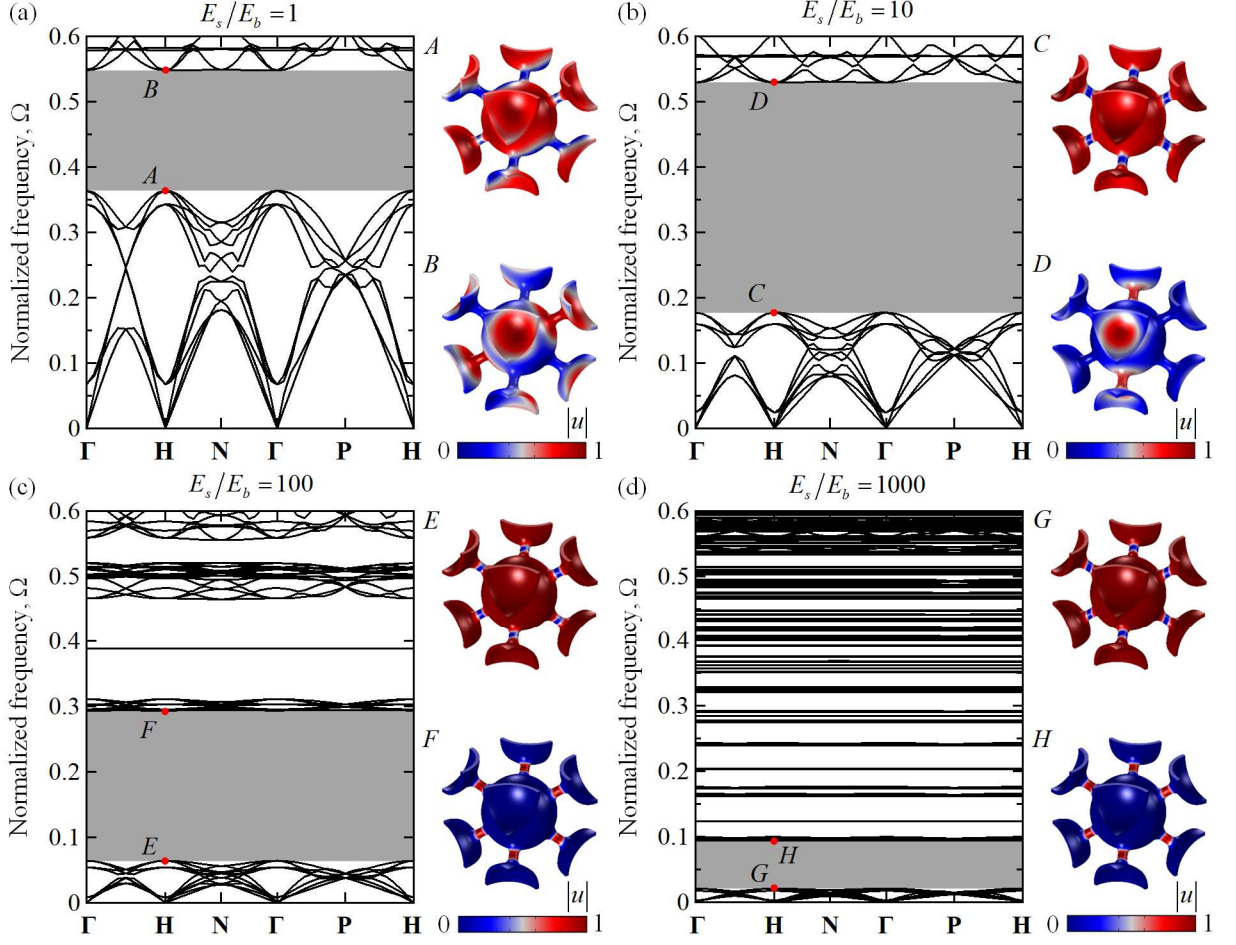 (a) E_s/E_b=1
0.6
0.5
0.4
0.3
0.2
0.1
0
Normalized frequency, Ω
B
A
Γ H N Γ P H
A
B
|u|
0 1
(b) E_s/E_b=10
0.6
0.5
0.4
0.3
0.2
0.1
0
Normalized frequency, Ω
D
C
Γ H N Γ P H
C
D
|u|
0 1
(c) E_s/E_b=100
0.6
0.5
0.4
0.3
0.2
0.1
0
Normalized frequency, Ω
F
E
Γ H N Γ P H
E
F
|u|
0 1
(d) E_s/E_b=1000
0.6
0.5
0.4
0.3
0.2
0.1
0
Normalized frequency, Ω
H
G
Γ H N Γ P H
G
H
|u|
0 1